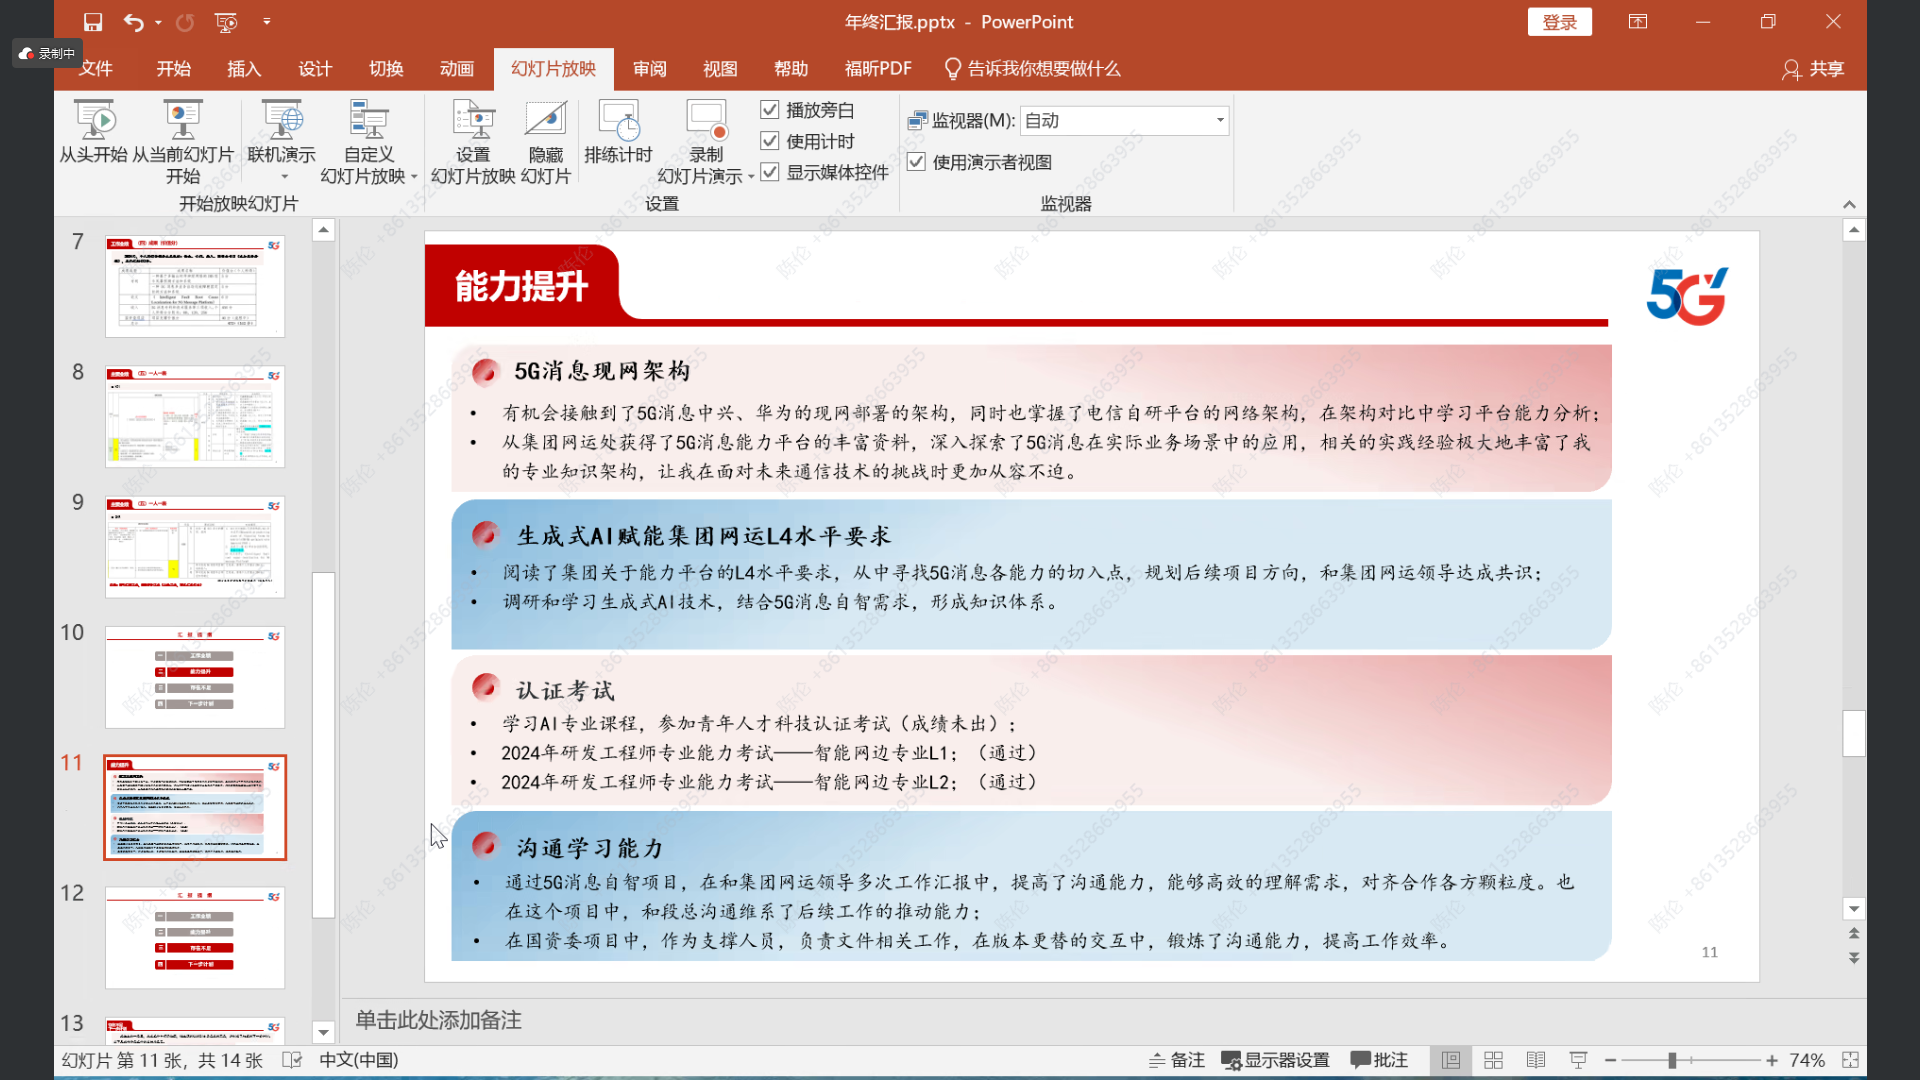 年终汇报.pptx - PowerPoint
登录
录制中
文件 开始 插入 设计 切换 动画 幻灯片放映 审阅 视图 帮助 福昕PDF 告诉我你想要做什么 共享
从头开始 从当前幻灯片开始 联机演示 自定义幻灯片放映 设置幻灯片放映 隐藏幻灯片 排练计时 录制幻灯片演示
播放旁白
使用计时
显示媒体控件
监视器(M): 自动
使用演示者视图
开始放映幻灯片 设置 监视器
7
8
9
10
11
12
13
能力提升
5G
5G消息现网架构
• 有机会接触到了5G消息中兴、华为的现网部署的架构，同时也掌握了电信自研平台的网络架构，在架构对比中学习平台能力分析；
• 从集团网运处获得了5G消息能力平台的丰富资料，深入探索了5G消息在实际业务场景中的应用，相关的实践经验极大地丰富了我
的专业知识架构，让我在面对未来通信技术的挑战时更加从容不迫。
生成式AI赋能集团网运L4水平要求
• 阅读了集团关于能力平台的L4水平要求，从中寻找5G消息各能力的切入点，规划后续项目方向，和集团网运领导达成共识；
• 调研和学习生成式AI技术，结合5G消息自智需求，形成知识体系。
认证考试
• 学习AI专业课程，参加青年人才科技认证考试（成绩未出）；
• 2024年研发工程师专业能力考试——智能网边专业L1；（通过）
• 2024年研发工程师专业能力考试——智能网边专业L2；（通过）
沟通学习能力
• 通过5G消息自智项目，在和集团网运领导多次工作汇报中，提高了沟通能力，能够高效的理解需求，对齐合作各方颗粒度。也
在这个项目中，和段总沟通维系了后续工作的推动能力；
• 在国资委项目中，作为支撑人员，负责文件相关工作，在版本更替的交互中，锻炼了沟通能力，提高工作效率。
11
陈伦 +8613528663955
单击此处添加备注
幻灯片 第 11 张，共 14 张 中文(中国) 备注 显示器设置 批注 74%